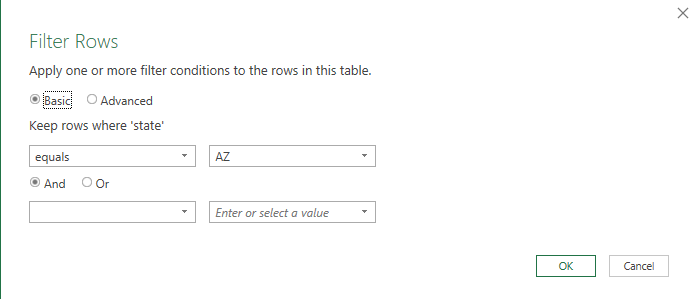 Filter Rows
Apply one or more filter conditions to the rows in this table.
Basic Advanced
Keep rows where 'state'
equals AZ
And Or
Enter or select a value
OK Cancel